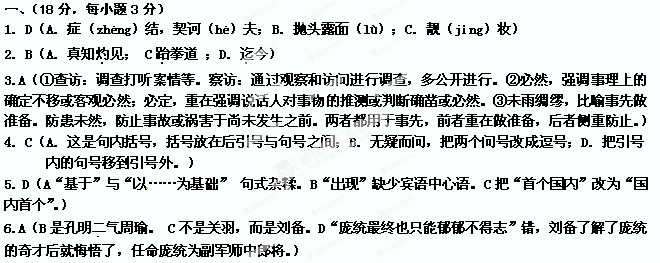 一、（18分，每小题3分）
1. D（A. 症（zhēng）结，契诃（hē）夫；B. 抛头露面（lù）；C. 靓（jìng）妆）
2. B（A. 真知灼见； C 跆拳道 ；D. 迄今）
3.A（①查访：调查打听案情等。察访：通过观察和访问进行调查，多公开进行。②必然，强调事理上的
确定不移或客观必然；必定，重在强调说话人对事物的推测或判断确凿或必然。③未雨绸缪，比喻事先做
准备。防患未然，防止事故或祸害于尚未发生之前。两者都用于事先，前者重在做准备，后者侧重防止。）
4. C（A. 这是句内括号，括号放在后引号与句号之间；B. 无疑而问，把两个问号改成逗号；D. 把引号
内的句号移到引号外。）
5. D（A“基于”与“以……为基础” 句式杂糅。B“出现”缺少宾语中心语。C把“首个国内”改为“国
内首个”。）
6.A（B是孔明二气周瑜。 C不是关羽，而是刘备。D“庞统最终也只能郁郁不得志”错，刘备了解了庞统
的奇才后就悔悟了，任命庞统为副军师中郎将。）